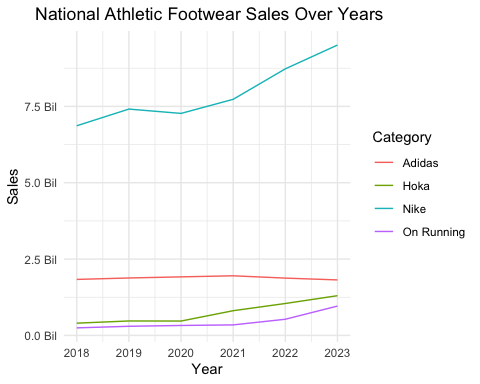 National Athletic Footwear Sales Over Years
7.5 Bil
5.0 Bil
2.5 Bil
0.0 Bil
Sales
2018 2019 2020 2021 2022 2023
Year
Category
Adidas
Hoka
Nike
On Running